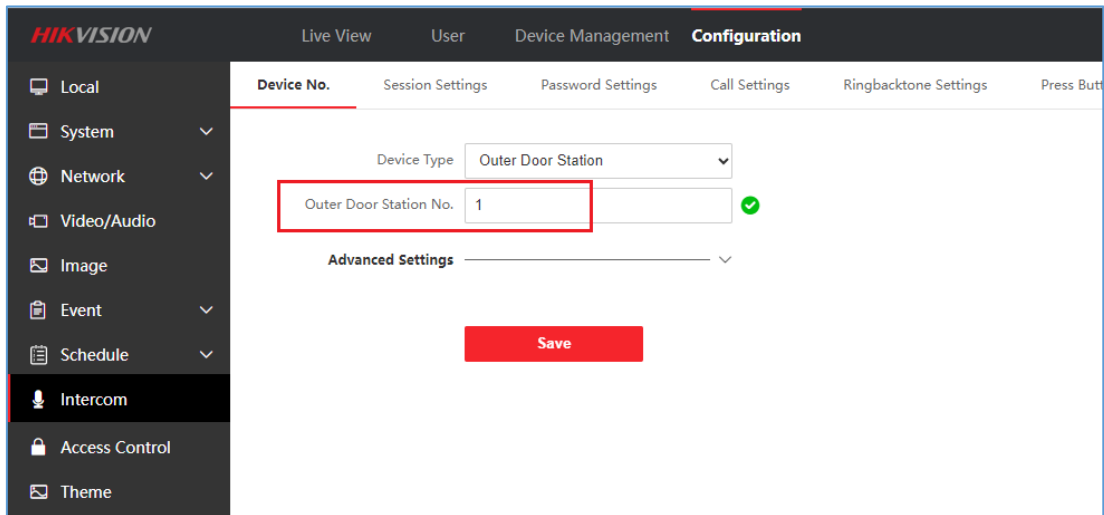 HIKVISION
Live View User Device Management Configuration
Local
System
Network
Video/Audio
Image
Event
Schedule
Intercom
Access Control
Theme
Device No. Session Settings Password Settings Call Settings Ringbacktone Settings Press Butt
Device Type Outer Door Station
Outer Door Station No. 1
Advanced Settings
Save